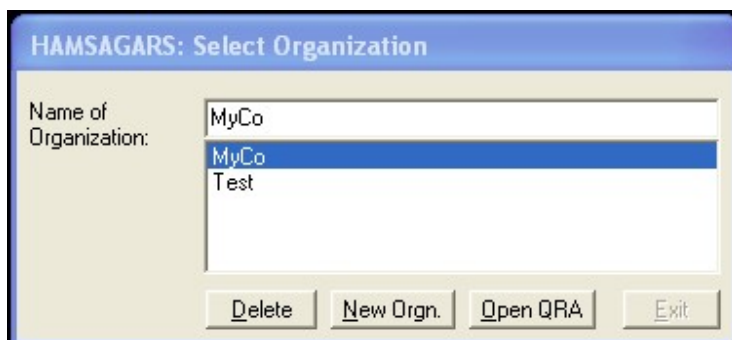 HAMSAGARS: Select Organization
Name of
Organization:
MyCo
MyCo
Test
Delete
New Orgn.
Open QRA
Exit